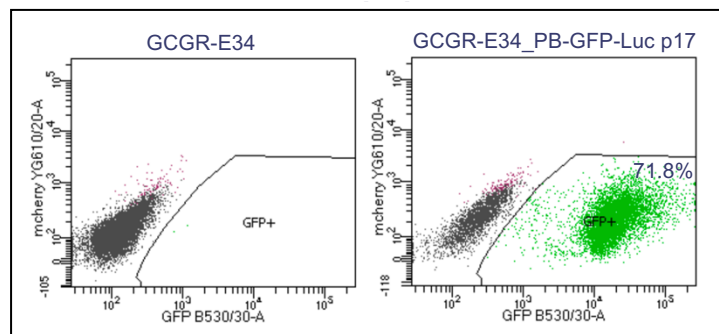 GCGR-E34
mcherry YG610/20-A
10^5
10^4
10^3
10^2
0
-105
GFP+
10^2
10^3
10^4
10^5
GFP B530/30-A
GCGR-E34_PB-GFP-Luc p17
mcherry YG610/20-A
10^5
10^4
10^3
10^2
0
-118
71.8%
GFP+
10^2
10^3
10^4
10^5
GFP B530/30-A